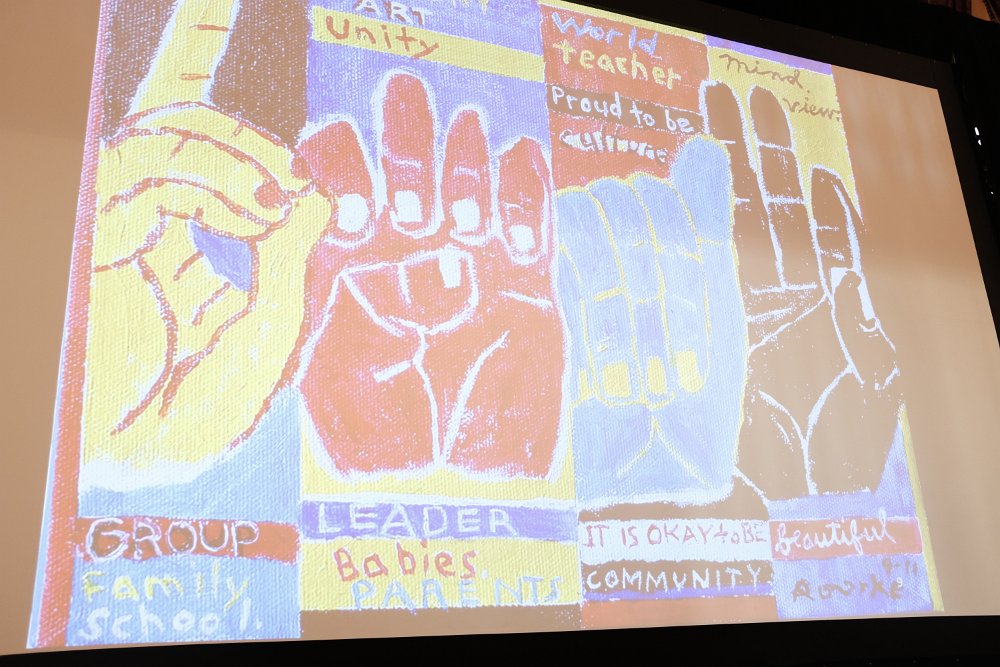 ART
Unity
World
teacher
Proud to be
mind.
view.
GROUP
Family
school.
LEADER
Babies.
PARENTS
IT IS OKAY to BE
COMMUNITY
Beautiful
Rourke